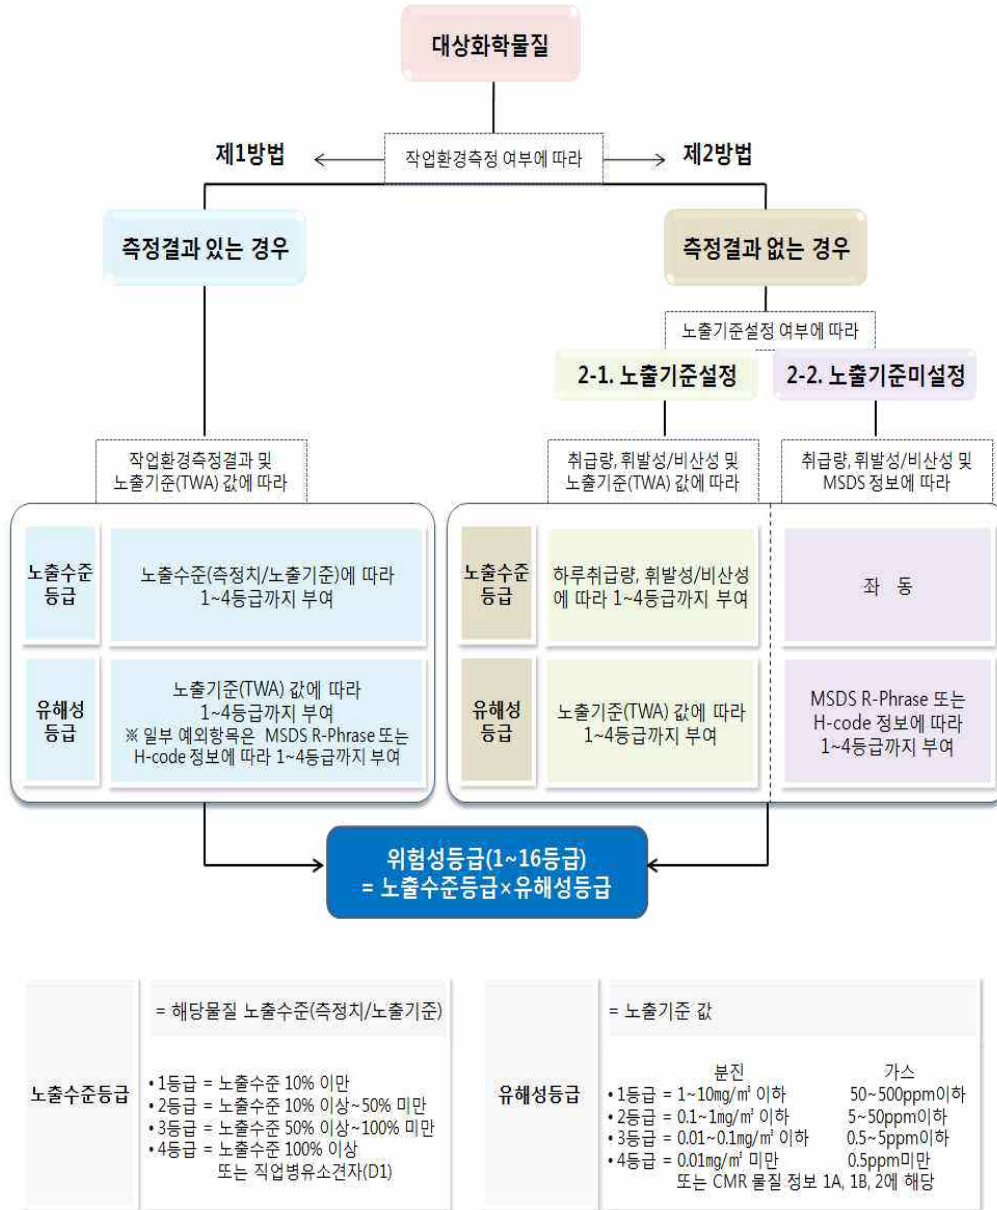 대상화학물질
제1방법
작업환경측정 여부에 따라
제2방법
측정결과 있는 경우
측정결과 없는 경우
노출기준설정 여부에 따라
2-1. 노출기준설정
2-2. 노출기준미설정
작업환경측정결과 및
노출기준(TWA) 값에 따라
취급량, 휘발성/비산성 및
노출기준(TWA) 값에 따라
취급량, 휘발성/비산성 및
MSDS 정보에 따라
노출수준
등급
노출수준(측정치/노출기준)에 따라
1~4등급까지 부여
노출수준
등급
하루취급량, 휘발성/비산성
에 따라 1~4등급까지 부여
좌 동
유해성
등급
노출기준(TWA) 값에 따라
1~4등급까지 부여
※ 일부 예외항목은 MSDS R-Phrase 또는
H-code 정보에 따라 1~4등급까지 부여
유해성
등급
노출기준(TWA) 값에 따라
1~4등급까지 부여
MSDS R-Phrase 또는
H-code 정보에 따라
1~4등급까지 부여
위험성등급(1~16등급)
= 노출수준등급×유해성등급
노출수준등급
= 해당물질 노출수준(측정치/노출기준)
•1등급 = 노출수준 10% 이만
•2등급 = 노출수준 10% 이상~50% 미만
•3등급 = 노출수준 50% 이상~100% 미만
•4등급 = 노출수준 100% 이상
또는 직업병유소견자(D1)
유해성등급
= 노출기준 값
분진 가스
•1등급 = 1~10mg/㎥ 이하 50~500ppm이하
•2등급 = 0.1~1mg/㎥ 이하 5~50ppm이하
•3등급 = 0.01~0.1mg/㎥ 이하 0.5~5ppm이하
•4등급 = 0.01mg/㎥ 미만 0.5ppm미만
또는 CMR 물질 정보 1A, 1B, 2에 해당